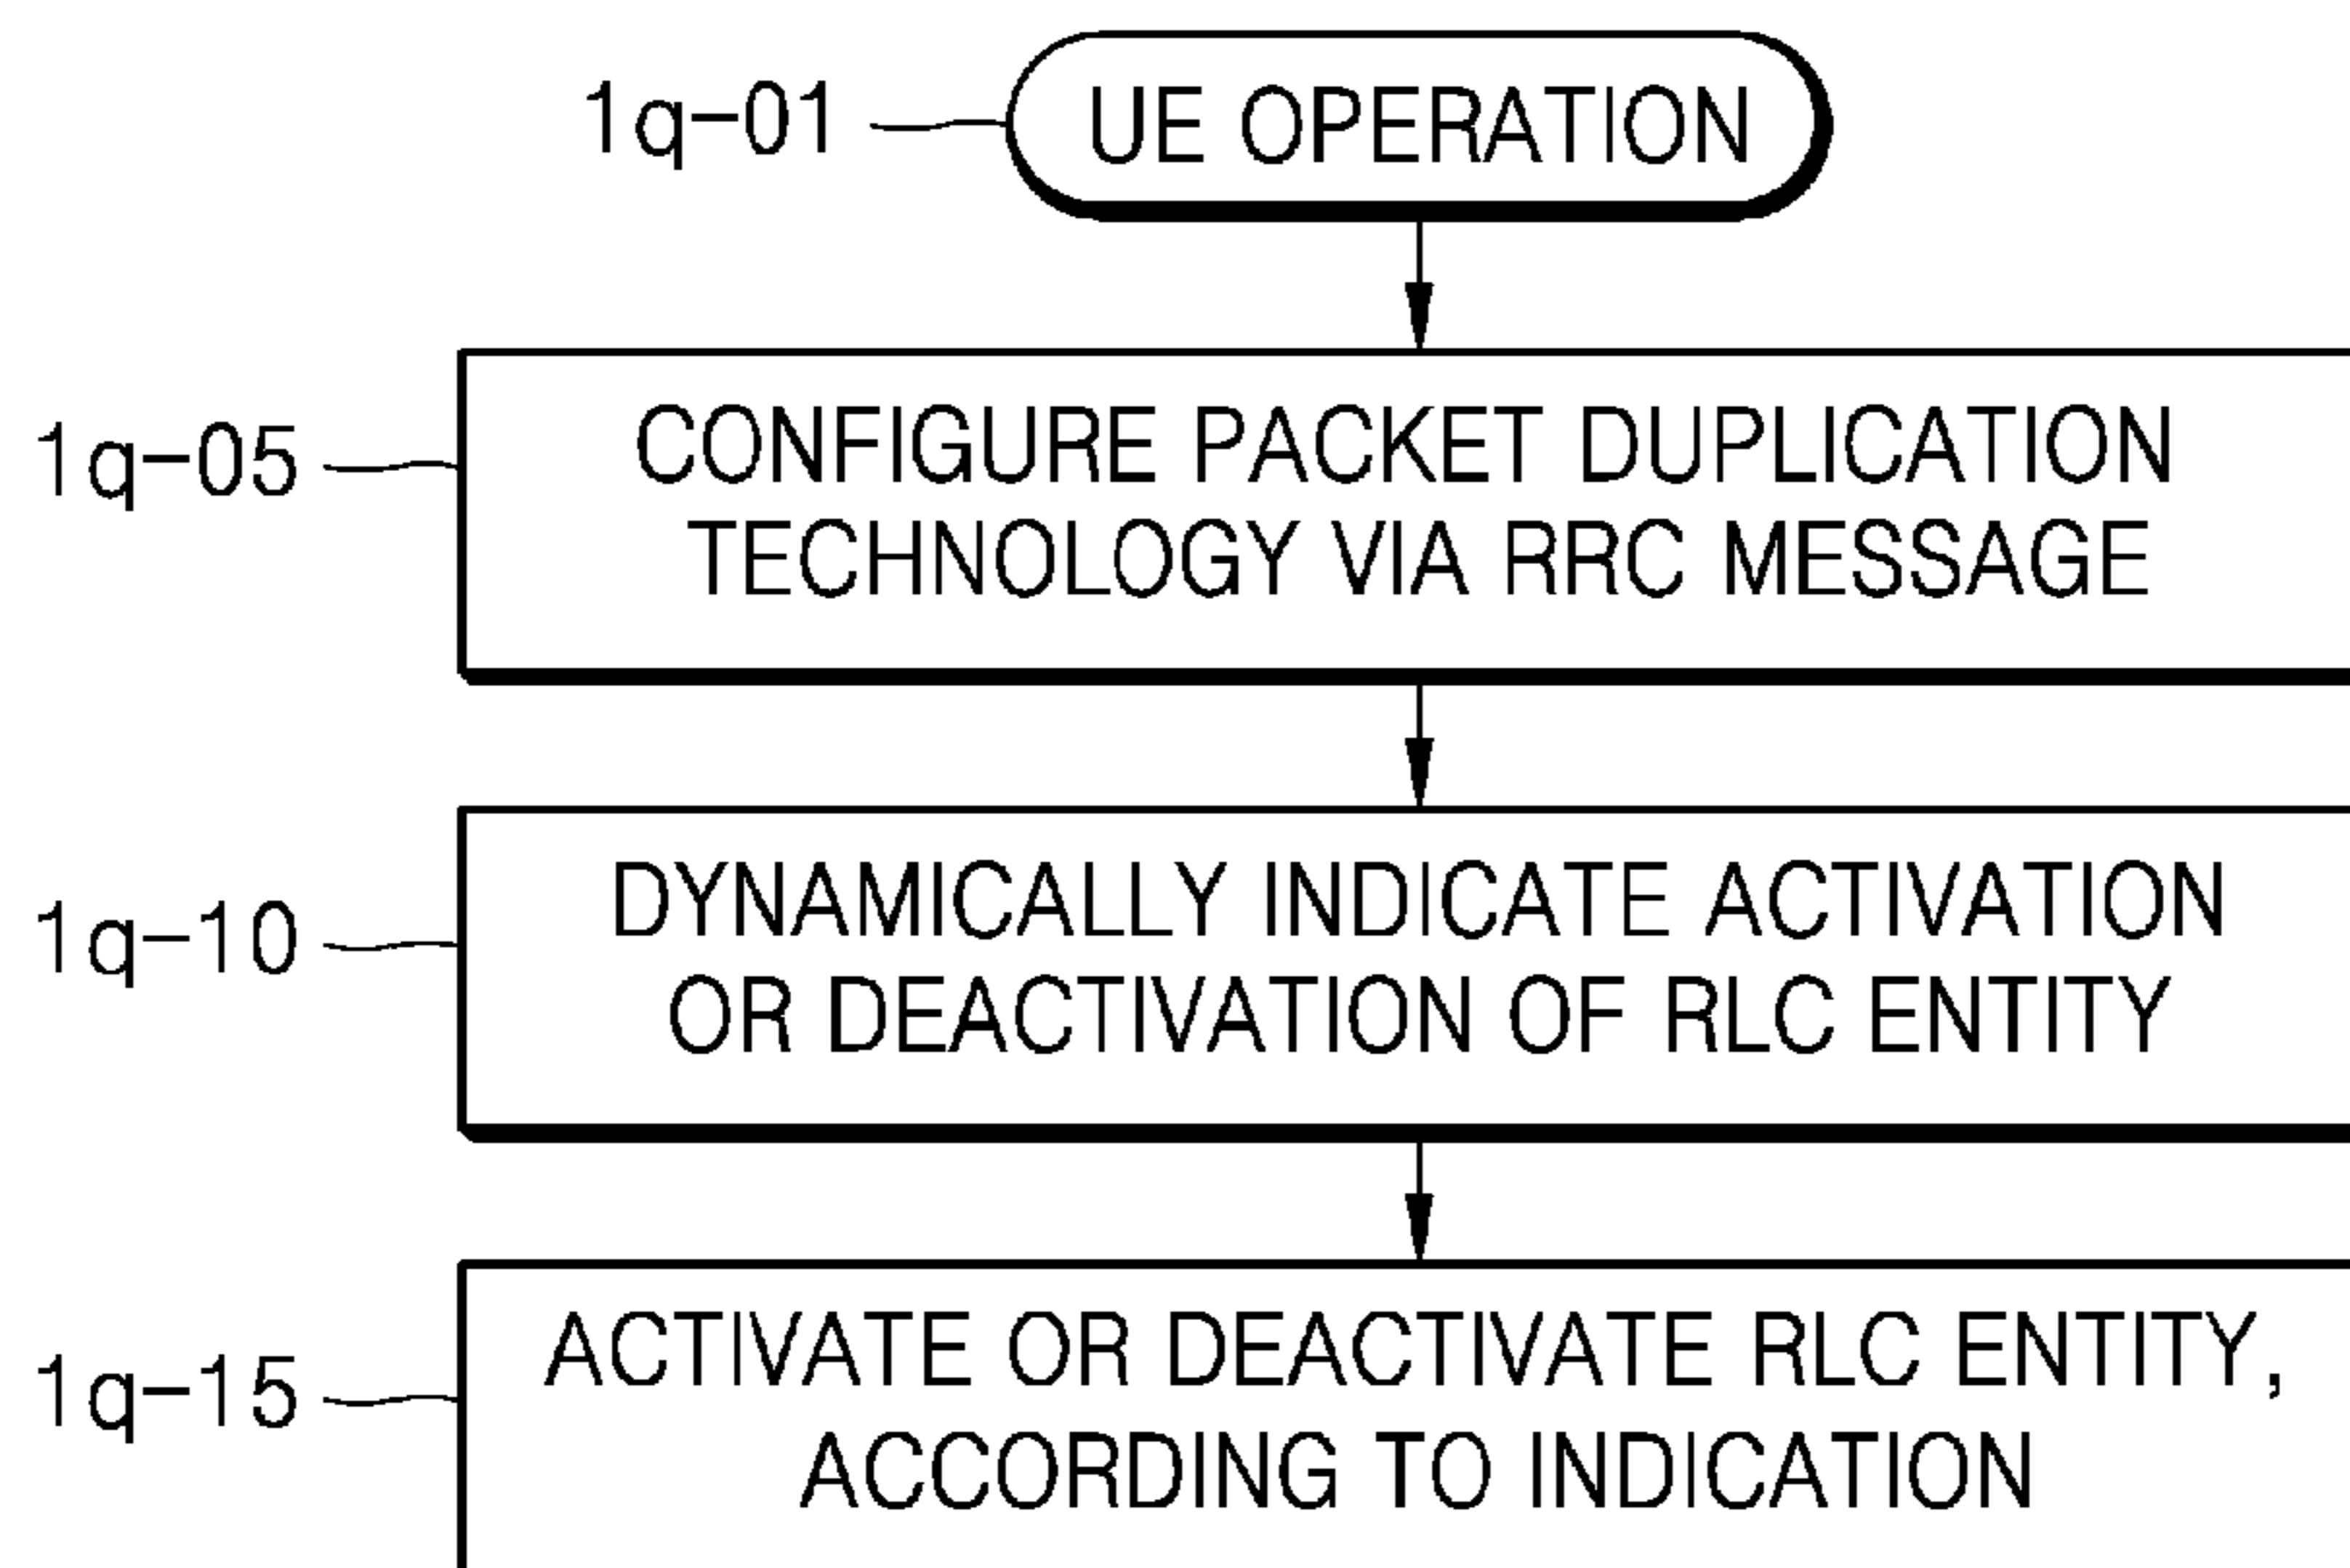 1q-01 UE OPERATION
1q-05 CONFIGURE PACKET DUPLICATION
TECHNOLOGY VIA RRC MESSAGE
1q-10 DYNAMICALLY INDICATE ACTIVATION
OR DEACTIVATION OF RLC ENTITY
1q-15 ACTIVATE OR DEACTIVATE RLC ENTITY,
ACCORDING TO INDICATION